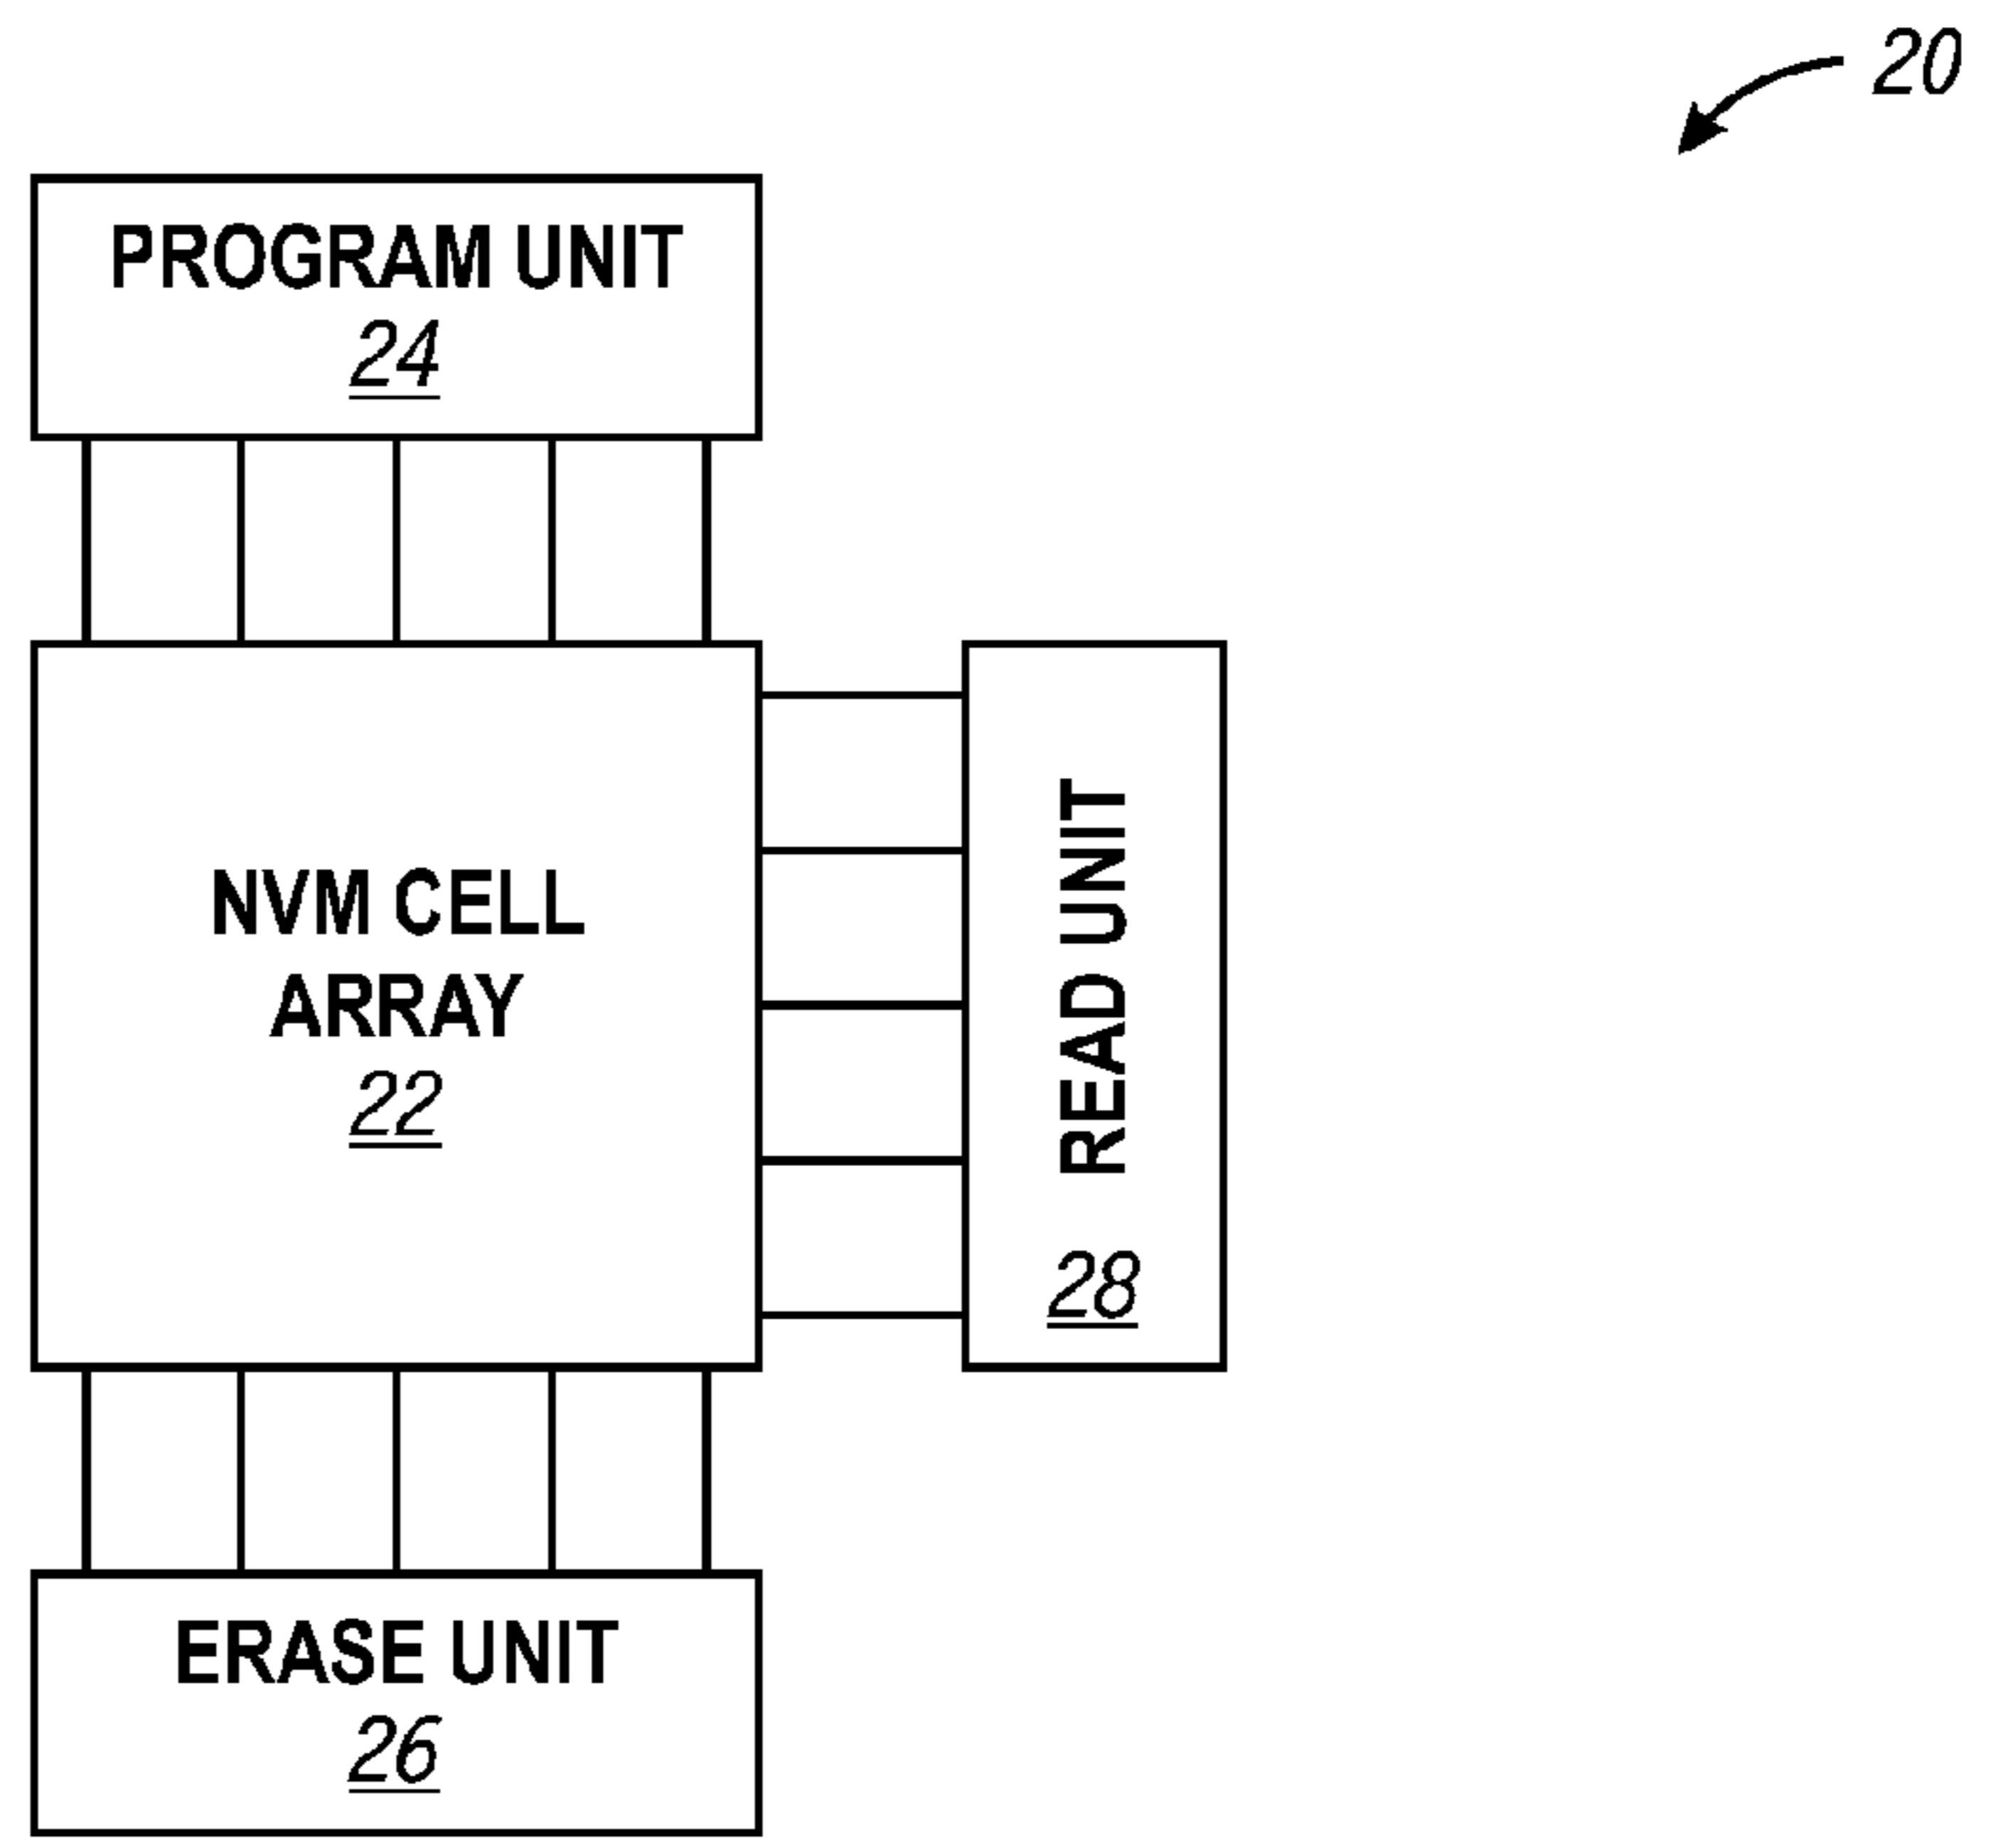 20
PROGRAM UNIT
24
NVM CELL
ARRAY
22
READ UNIT
28
ERASE UNIT
26